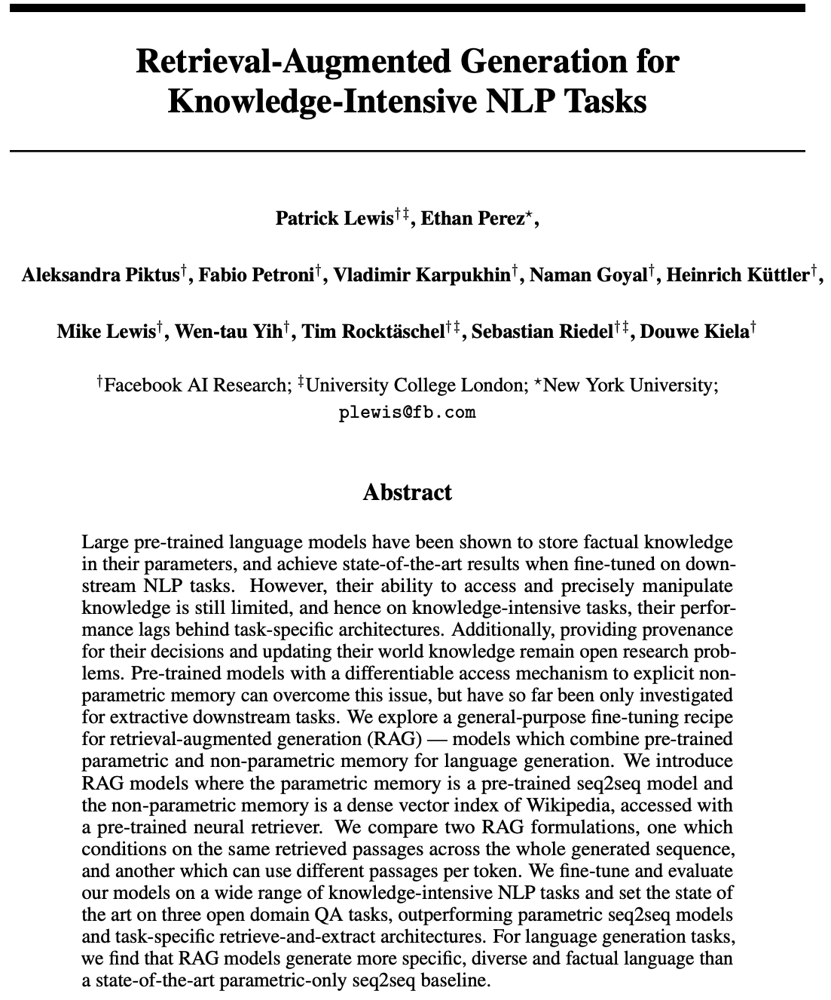 Retrieval-Augmented Generation for
Knowledge-Intensive NLP Tasks
Patrick Lewis†‡, Ethan Perez⋆,
Aleksandra Piktus†, Fabio Petroni†, Vladimir Karpukhin†, Naman Goyal†, Heinrich Küttler†,
Mike Lewis†, Wen-tau Yih†, Tim Rocktäschel†‡, Sebastian Riedel†‡, Douwe Kiela†
†Facebook AI Research; ‡University College London; ⋆New York University;
plewis@fb.com
Abstract
Large pre-trained language models have been shown to store factual knowledge
in their parameters, and achieve state-of-the-art results when fine-tuned on down-
stream NLP tasks. However, their ability to access and precisely manipulate
knowledge is still limited, and hence on knowledge-intensive tasks, their perfor-
mance lags behind task-specific architectures. Additionally, providing provenance
for their decisions and updating their world knowledge remain open research prob-
lems. Pre-trained models with a differentiable access mechanism to explicit non-
parametric memory can overcome this issue, but have so far been only investigated
for extractive downstream tasks. We explore a general-purpose fine-tuning recipe
for retrieval-augmented generation (RAG) — models which combine pre-trained
parametric and non-parametric memory for language generation. We introduce
RAG models where the parametric memory is a pre-trained seq2seq model and
the non-parametric memory is a dense vector index of Wikipedia, accessed with
a pre-trained neural retriever. We compare two RAG formulations, one which
conditions on the same retrieved passages across the whole generated sequence,
and another which can use different passages per token. We fine-tune and evaluate
our models on a wide range of knowledge-intensive NLP tasks and set the state of
the art on three open domain QA tasks, outperforming parametric seq2seq models
and task-specific retrieve-and-extract architectures. For language generation tasks,
we find that RAG models generate more specific, diverse and factual language than
a state-of-the-art parametric-only seq2seq baseline.